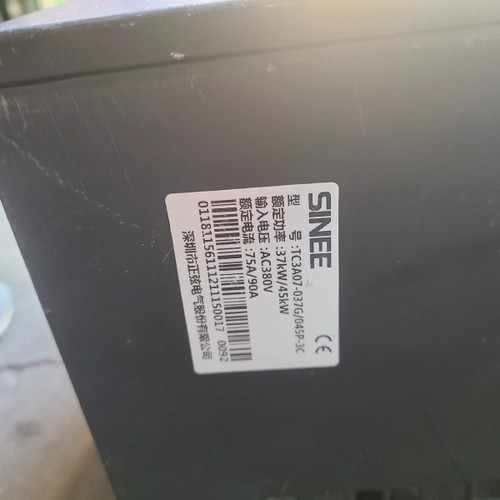 SINEE
型 号:TC3A07-037G/045P-3C
额定功率:37kW/45kW
输入电压:AC380V
额定电流:75A/90A
01181156111211150017 0092
深圳市正弦电气股份有限公司
CE